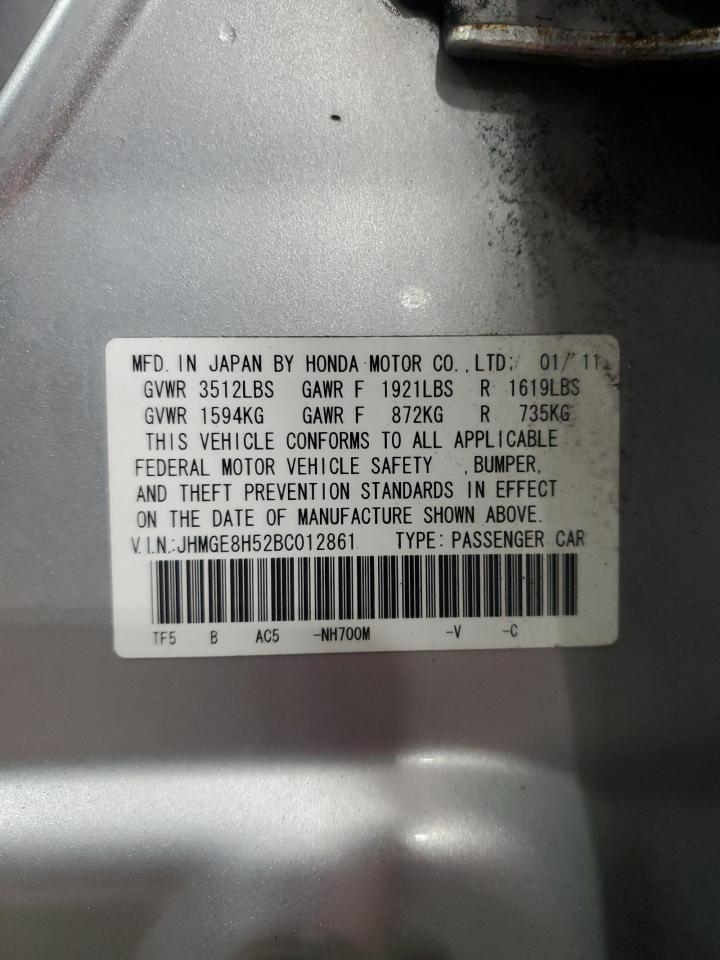 MFD. IN JAPAN BY HONDA MOTOR CO., LTD. 01/11
GVWR 3512LBS GAWR F 1921LBS R 1619LBS
GVWR 1594KG GAWR F 872KG R 735KG
THIS VEHICLE CONFORMS TO ALL APPLICABLE
FEDERAL MOTOR VEHICLE SAFETY , BUMPER,
AND THEFT PREVENTION STANDARDS IN EFFECT
ON THE DATE OF MANUFACTURE SHOWN ABOVE.
V.I.N.:JHMGE8H52BC012861 TYPE: PASSENGER CAR
TF5 B AC5 -NH700M -V -C